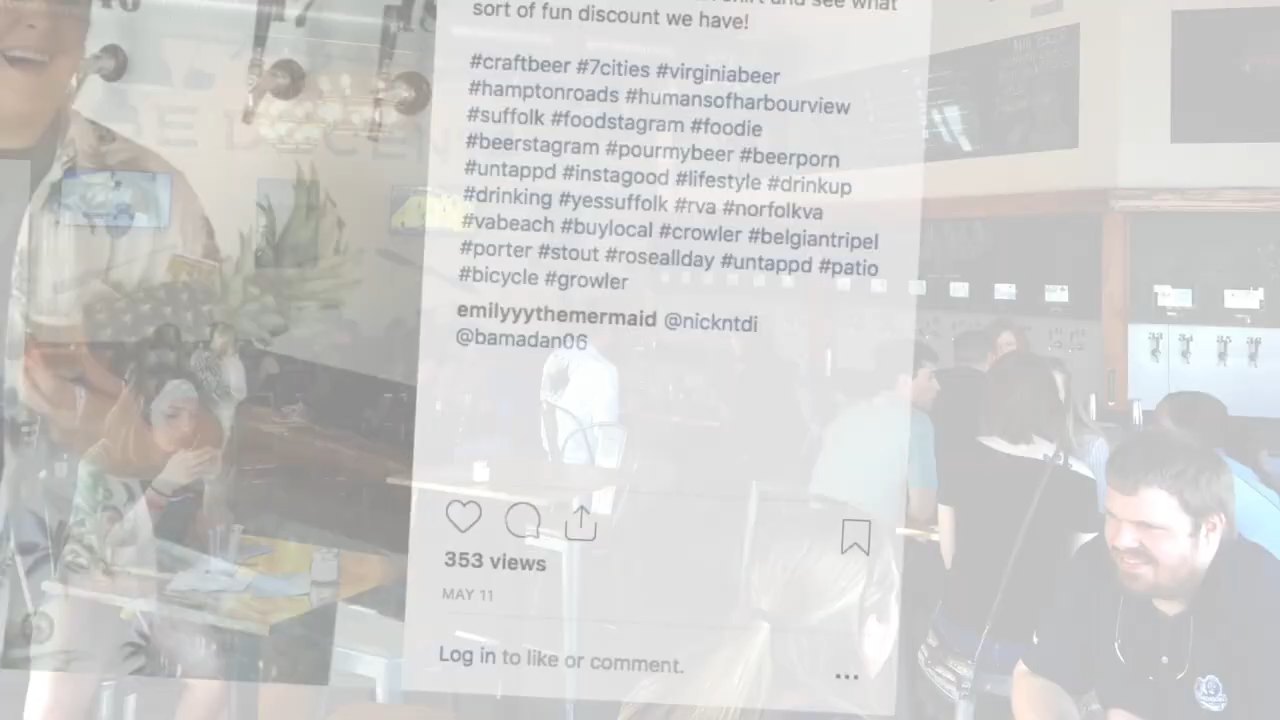 sort of fun discount we have!
#craftbeer #7cities #virginiabeer
#hamptonroads #humansofharbourview
#suffolk #foodstagram #foodie
#beerstagram #pourmybeer #beerporn
#untappd #instagood #lifestyle #drinkup
#drinking #yessuffolk #rva #norfolkva
#vabeach #buylocal #crowler #belgiantripel
#porter #stout #roseallday #untappd #patio
#bicycle #growler
emilyyythemermaid @nickntdi
@bamadan06
353 views
MAY 11
Log in to like or comment.